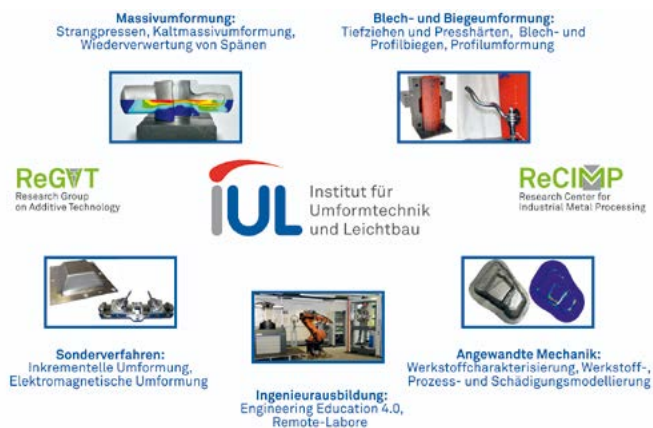 Massivumformung:
Strangpressen, Kaltmassivumformung,
Wiederverwertung von Spänen
Blech- und Biegeumformung:
Tiefziehen und Presshärten, Blech- und
Profilbiegen, Profilumformung
ReGAT
Research Group
on Additive Technology
IUL
Institut für
Umformtechnik
und Leichtbau
ReCIMP
Research Center for
Industrial Metal Processing
Sonderverfahren:
Inkrementelle Umformung,
Elektromagnetische Umformung
Ingenieurausbildung:
Engineering Education 4.0,
Remote-Labore
Angewandte Mechanik:
Werkstoffcharakterisierung, Werkstoff-,
Prozess- und Schädigungsmodellierung